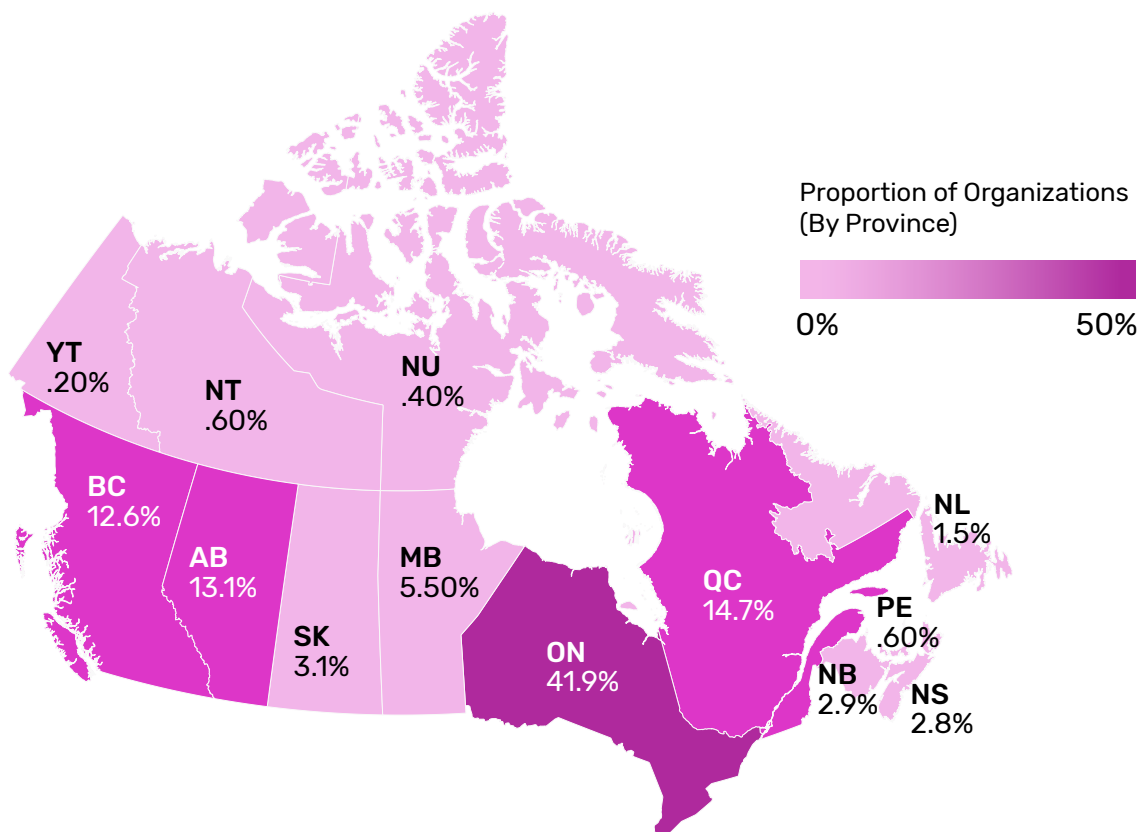 Proportion of Organizations
(By Province)
0% 50%
YT
.20%
NT
.60%
NU
.40%
BC
12.6%
AB
13.1%
SK
3.1%
MB
5.50%
ON
41.9%
QC
14.7%
NL
1.5%
PE
.60%
NB
2.9%
NS
2.8%